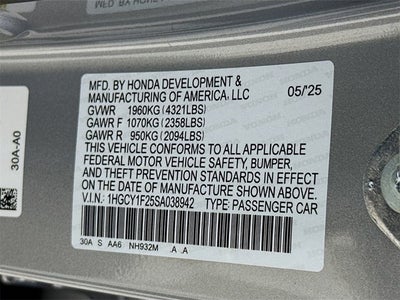 MFD. BY HONDA DEVELOPMENT &
MANUFACTURING OF AMERICA, LLC 05/'25
GVWR 1960KG (4321LBS)
GAWR F 1070KG (2358LBS)
GAWR R 950KG (2094LBS)
THIS VEHICLE CONFORMS TO ALL APPLICABLE
FEDERAL MOTOR VEHICLE SAFETY, BUMPER,
AND THEFT PREVENTION STANDARDS IN EFFECT
ON THE DATE OF MANUFACTURE SHOWN ABOVE.
V.I.N.: 1HGCY1F25SA038942 TYPE: PASSENGER CAR
30A S AA6 NH932M A A
30A-A0